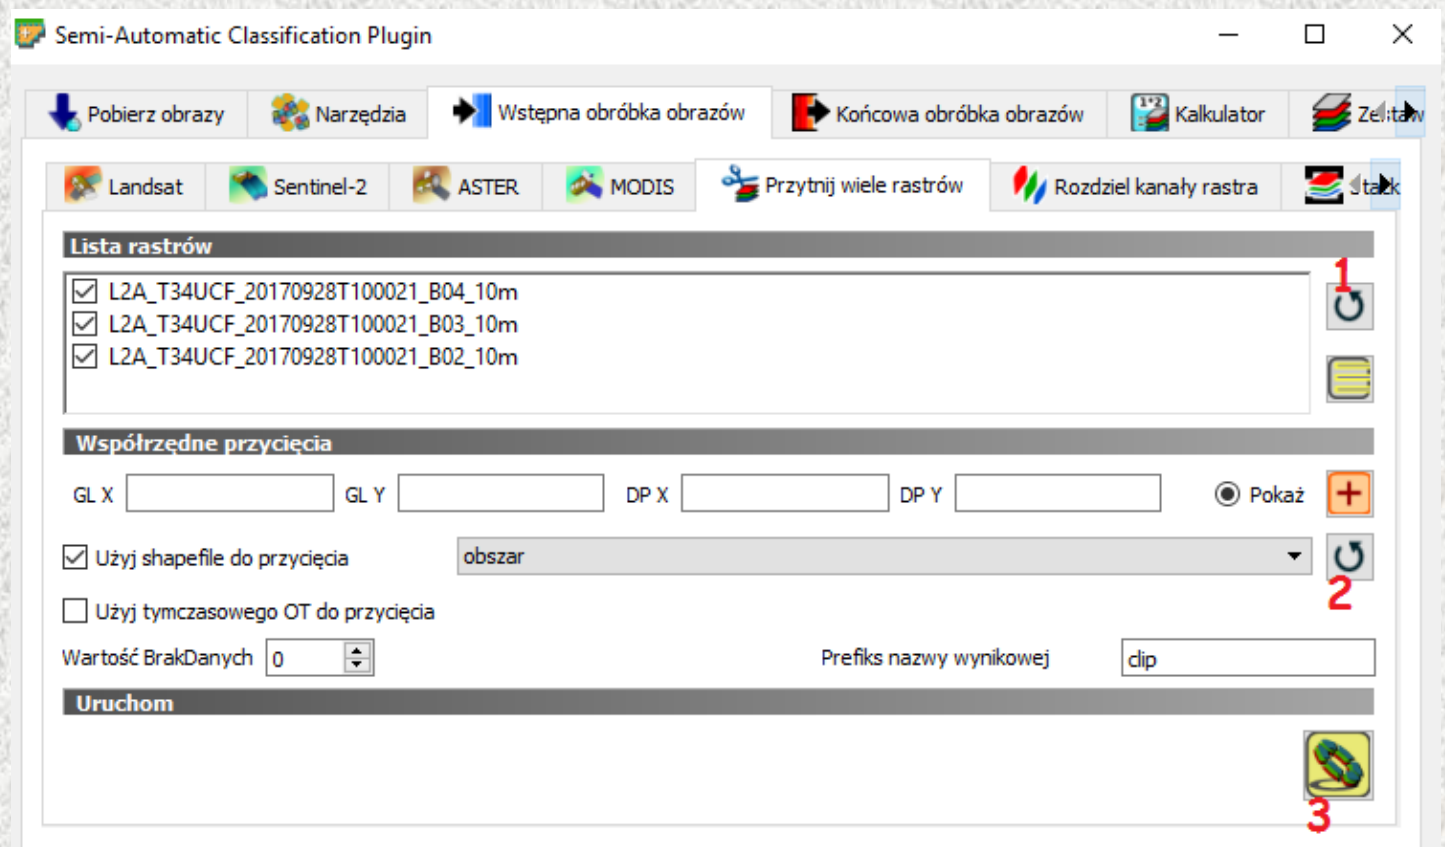 Semi-Automatic Classification Plugin
Pobierz obrazy Narzędzia Wstępna obróbka obrazów Końcowa obróbka obrazów Kalkulator
Landsat Sentinel-2 ASTER MODIS Przytnij wiele rastrów Rozdziel kanały rastra
Lista rastrów
1
L2A_T34UCF_20170928T100021_B04_10m
L2A_T34UCF_20170928T100021_B03_10m
L2A_T34UCF_20170928T100021_B02_10m
Współrzędne przycięcia
GL X GL Y DP X DP Y Pokaż
Użyj shapefile do przycięcia obszar
2
Użyj tymczasowego OT do przycięcia
Wartość BrakDanych 0 Prefiks nazwy wynikowej clip
Uruchom
3